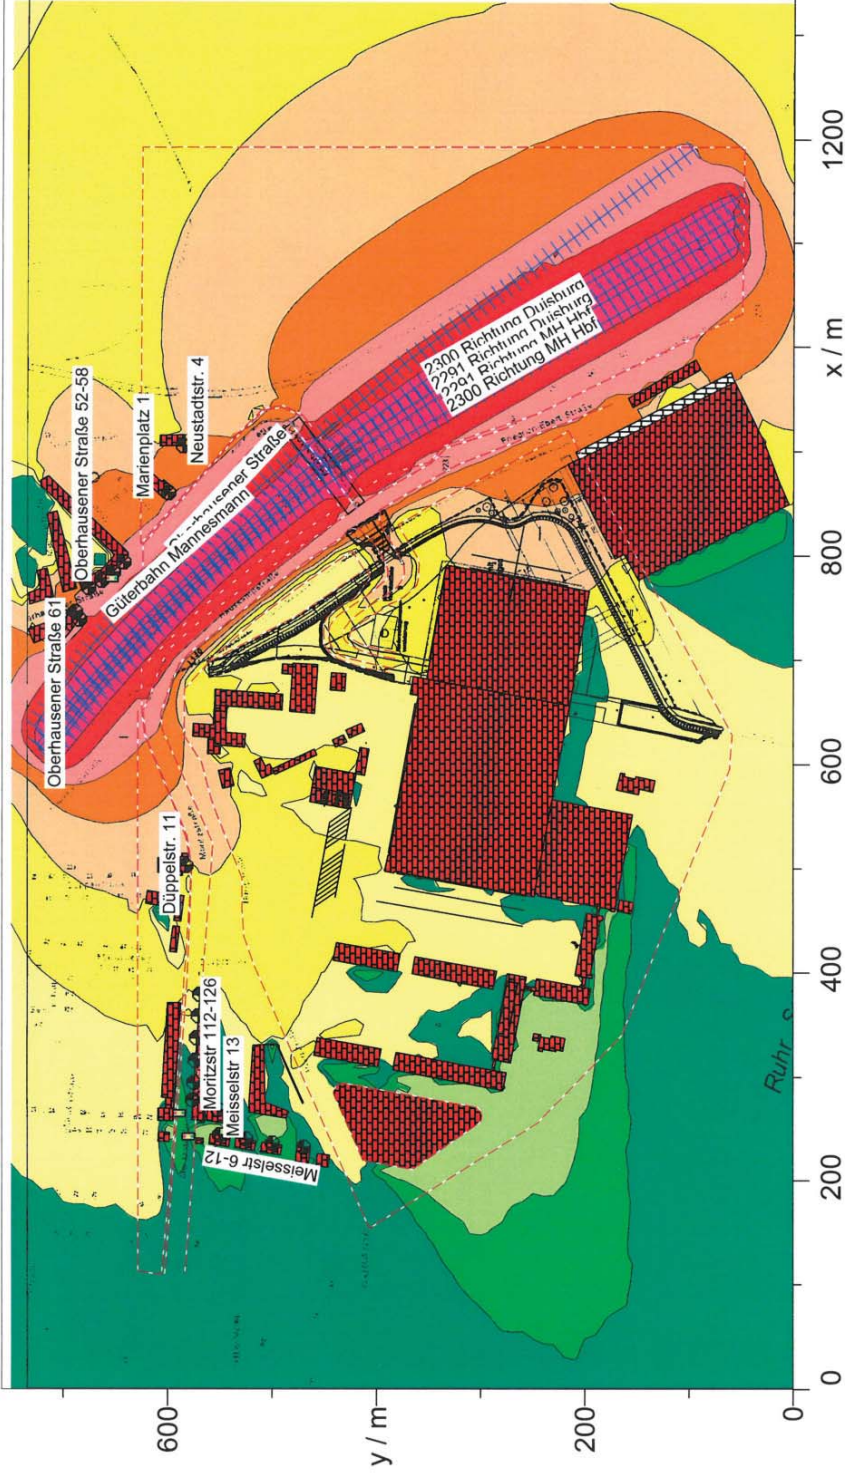 Oberhausener Straße 61
Oberhausener Straße 52-58
Marienplatz 1
Neustadtstr. 4
Oberhausener Straße
Güterbahn Mannesmann
2300 Richtung Duisburg
2291 Richtung Duisburg
2291 Richtung MH Hbf
2300 Richtung MH Hbf
Friedrich-Ebert-Straße
Düppelstr. 11
Moritzstraße
Moritzstr 112-126
Meisselstr 13
Meisselstr 6-12
Ruhr
y / m
600
200
0
0
200
400
600
800
x / m
1200